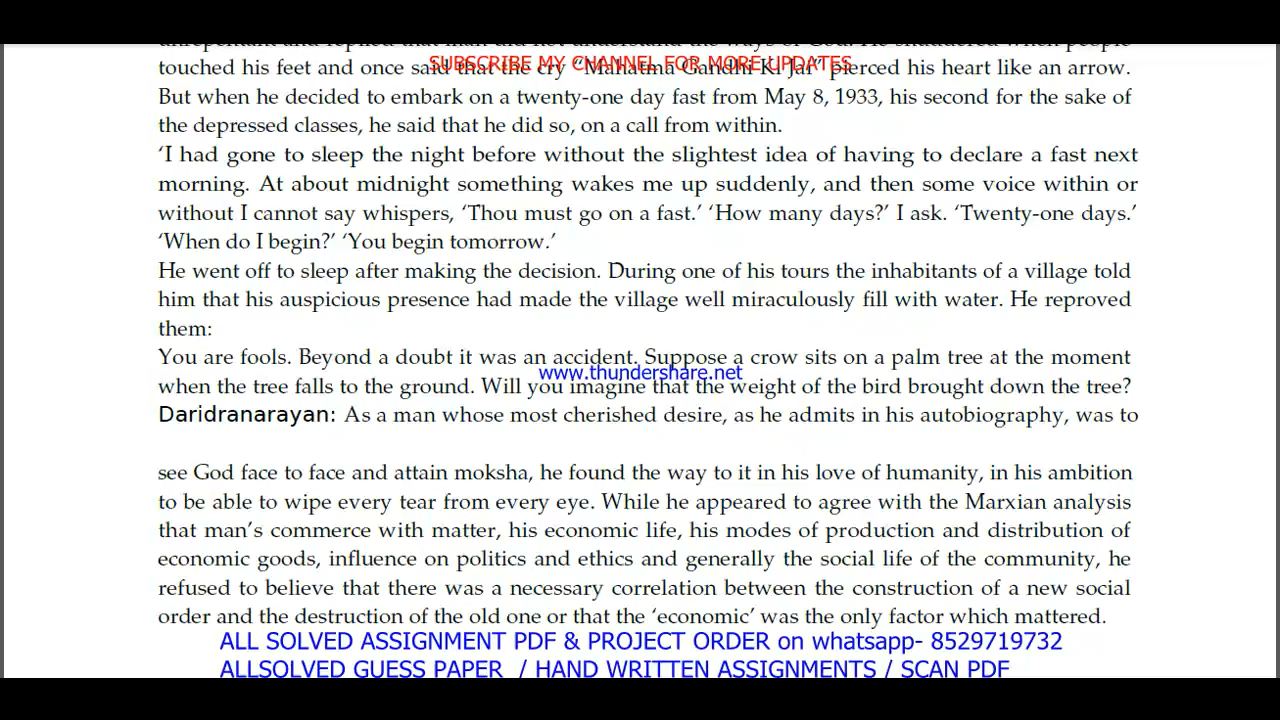 unrepentant and replied that man did not understand the ways of God. He shuddered when people
SUBSCRIBE MY CHANNEL FOR MORE UPDATES
touched his feet and once said that the cry “Mahatma Gandhi Ki Jai” pierced his heart like an arrow.
But when he decided to embark on a twenty-one day fast from May 8, 1933, his second for the sake of
the depressed classes, he said that he did so, on a call from within.
‘I had gone to sleep the night before without the slightest idea of having to declare a fast next
morning. At about midnight something wakes me up suddenly, and then some voice within or
without I cannot say whispers, ‘Thou must go on a fast.’ ‘How many days?’ I ask. ‘Twenty-one days.’
‘When do I begin?’ ‘You begin tomorrow.’
He went off to sleep after making the decision. During one of his tours the inhabitants of a village told
him that his auspicious presence had made the village well miraculously fill with water. He reproved
them:
You are fools. Beyond a doubt it was an accident. Suppose a crow sits on a palm tree at the moment
www.thundershare.net
when the tree falls to the ground. Will you imagine that the weight of the bird brought down the tree?
Daridranarayan: As a man whose most cherished desire, as he admits in his autobiography, was to
see God face to face and attain moksha, he found the way to it in his love of humanity, in his ambition
to be able to wipe every tear from every eye. While he appeared to agree with the Marxian analysis
that man’s commerce with matter, his economic life, his modes of production and distribution of
economic goods, influence on politics and ethics and generally the social life of the community, he
refused to believe that there was a necessary correlation between the construction of a new social
order and the destruction of the old one or that the ‘economic’ was the only factor which mattered.
ALL SOLVED ASSIGNMENT PDF & PROJECT ORDER on whatsapp- 8529719732
ALLSOLVED GUESS PAPER / HAND WRITTEN ASSIGNMENTS / SCAN PDF